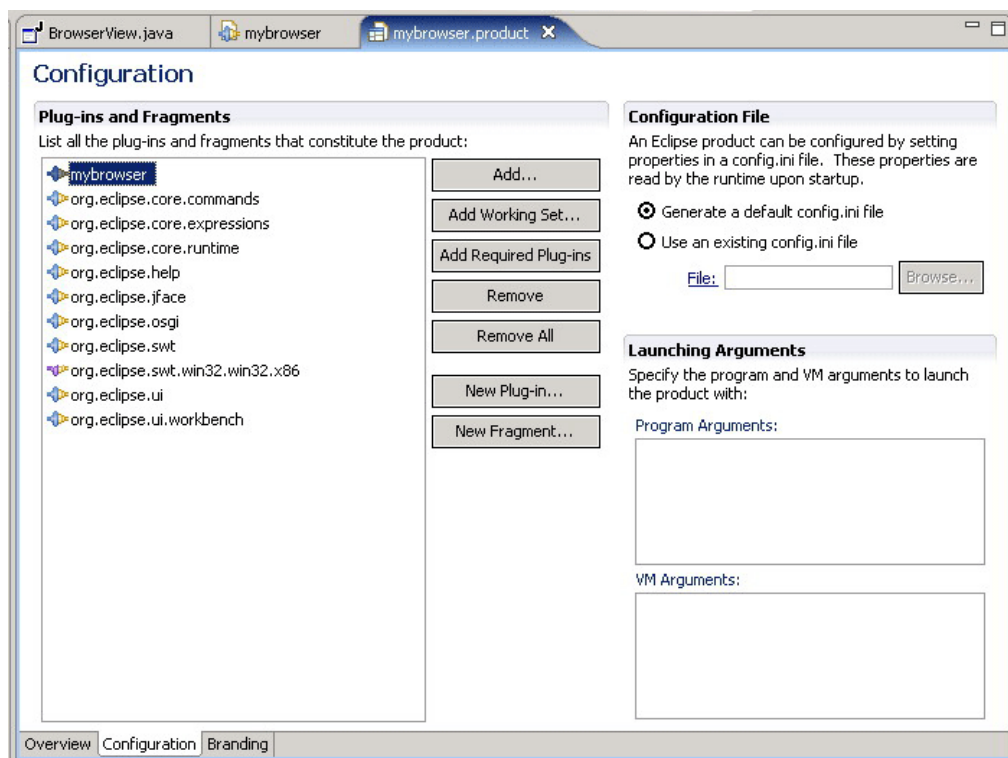 BrowserView.java
mybrowser
mybrowser.product
Configuration
Plug-ins and Fragments
List all the plug-ins and fragments that constitute the product:
mybrowser
org.eclipse.core.commands
org.eclipse.core.expressions
org.eclipse.core.runtime
org.eclipse.help
org.eclipse.jface
org.eclipse.osgi
org.eclipse.swt
org.eclipse.swt.win32.win32.x86
org.eclipse.ui
org.eclipse.ui.workbench
Add...
Add Working Set...
Add Required Plug-ins
Remove
Remove All
New Plug-in...
New Fragment...
Configuration File
An Eclipse product can be configured by setting
properties in a config.ini file.  These properties are
read by the runtime upon startup.
Generate a default config.ini file
Use an existing config.ini file
File:
Browse...
Launching Arguments
Specify the program and VM arguments to launch
the product with:
Program Arguments:
VM Arguments:
Overview
Configuration
Branding